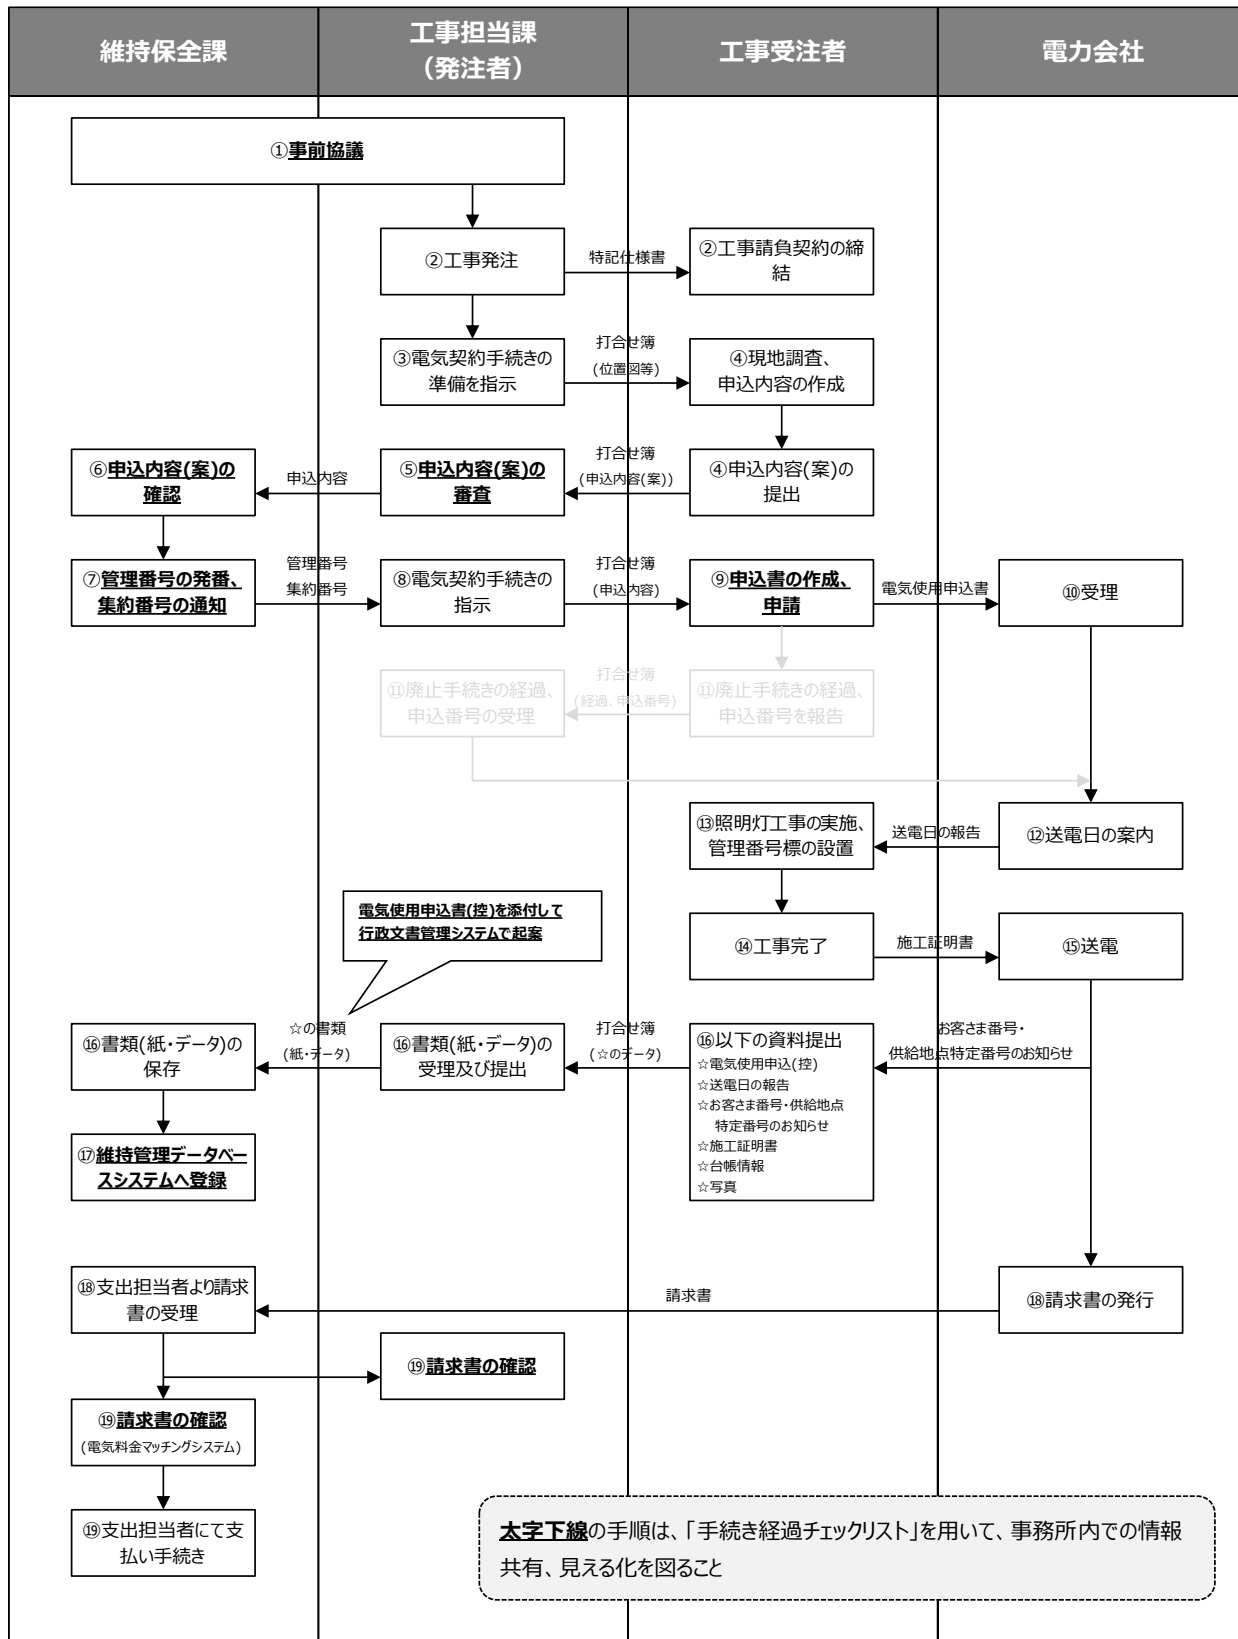 維持保全課
工事担当課
(発注者)
工事受注者
電力会社
①事前協議
②工事発注
特記仕様書
②工事請負契約の締
結
③電気契約手続きの
準備を指示
打合せ簿
(位置図等)
④現地調査、
申込内容の作成
⑥申込内容(案)の
確認
申込内容
⑤申込内容(案)の
審査
打合せ簿
(申込内容(案))
④申込内容(案)の
提出
⑦管理番号の発番、
集約番号の通知
管理番号
集約番号
⑧電気契約手続きの
指示
打合せ簿
(申込内容)
⑨申込書の作成、
申請
電気使用申込書
⑩受理
⑪廃止手続きの経過、
申込番号の受理
打合せ簿
(経過、申込番号)
⑪廃止手続きの経過、
申込番号を報告
⑬照明灯工事の実施、
管理番号標の設置
送電日の報告
⑫送電日の案内
電気使用申込書(控)を添付して
行政文書管理システムで起案
⑭工事完了
施工証明書
⑮送電
⑯書類(紙・データ)の
保存
☆の書類
(紙・データ)
⑯書類(紙・データ)の
受理及び提出
打合せ簿
(☆のデータ)
⑯以下の資料提出
☆電気使用申込(控)
☆送電日の報告
☆お客さま番号・供給地点
特定番号のお知らせ
☆施工証明書
☆台帳情報
☆写真
お客さま番号・
供給地点特定番号のお知らせ
⑰維持管理データベー
スシステムへ登録
⑱支出担当者より請求
書の受理
請求書
⑱請求書の発行
⑲請求書の確認
⑲請求書の確認
(電気料金マッチングシステム)
⑲支出担当者にて支
払い手続き
太字下線の手順は、「手続き経過チェックリスト」を用いて、事務所内での情報
共有、見える化を図ること